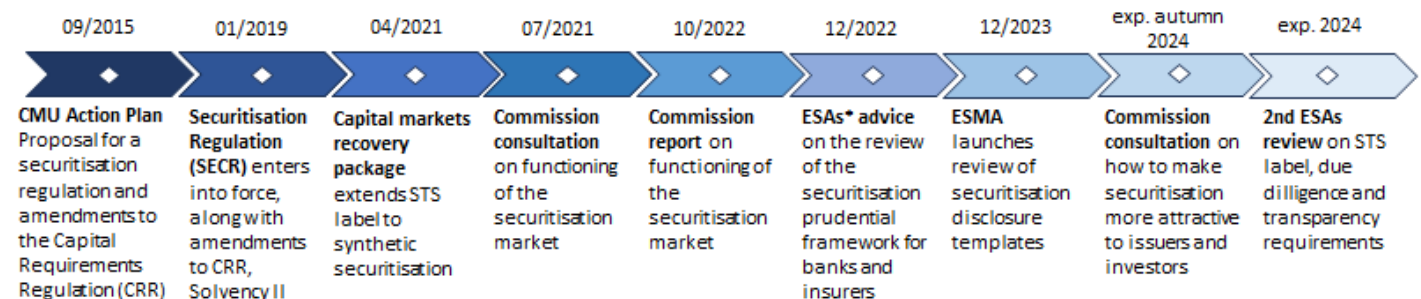 09/2015
01/2019
04/2021
07/2021
10/2022
12/2022
12/2023
exp. autumn
2024
exp. 2024
CMU Action Plan
Proposal for a
securitisation
regulation and
amendments to
the Capital
Requirements
Regulation (CRR)
Securitisation
Regulation
(SECR) enters
into force,
along with
amendments
to CRR,
Solvency II
Capital markets
recovery
package
extends STS
label to
synthetic
securitisation
Commission
consultation
on functioning
of the
securitisation
market
Commission
report on
functioning of
the
securitisation
market
ESAs* advice
on the review
of the
securitisation
prudential
framework for
banks and
insurers
ESMA
launches
review of
securitisation
disclosure
templates
Commission
consultation on
how to make
securitisation
more attractive
to issuers and
investors
2nd ESAs
review on STS
label, due
dilligence and
transparency
requirements